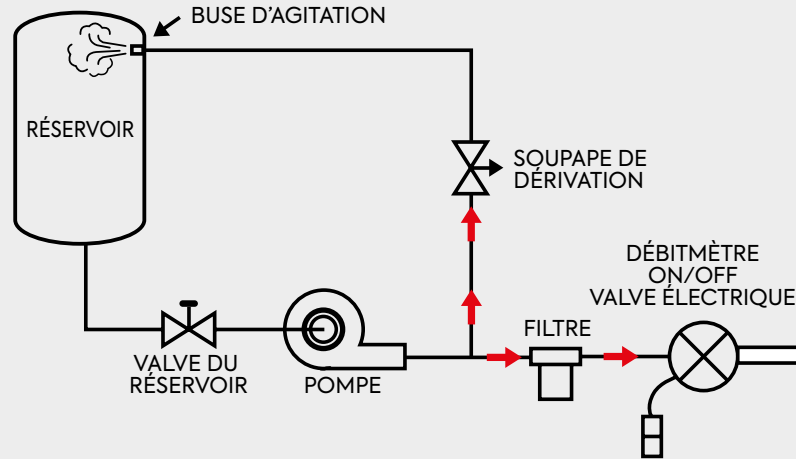 BUSE D'AGITATION
RÉSERVOIR
SOUPAPE DE
DÉRIVATION
DÉBITMÈTRE
ON/OFF
VALVE ÉLECTRIQUE
FILTRE
VALVE DU
RÉSERVOIR
POMPE